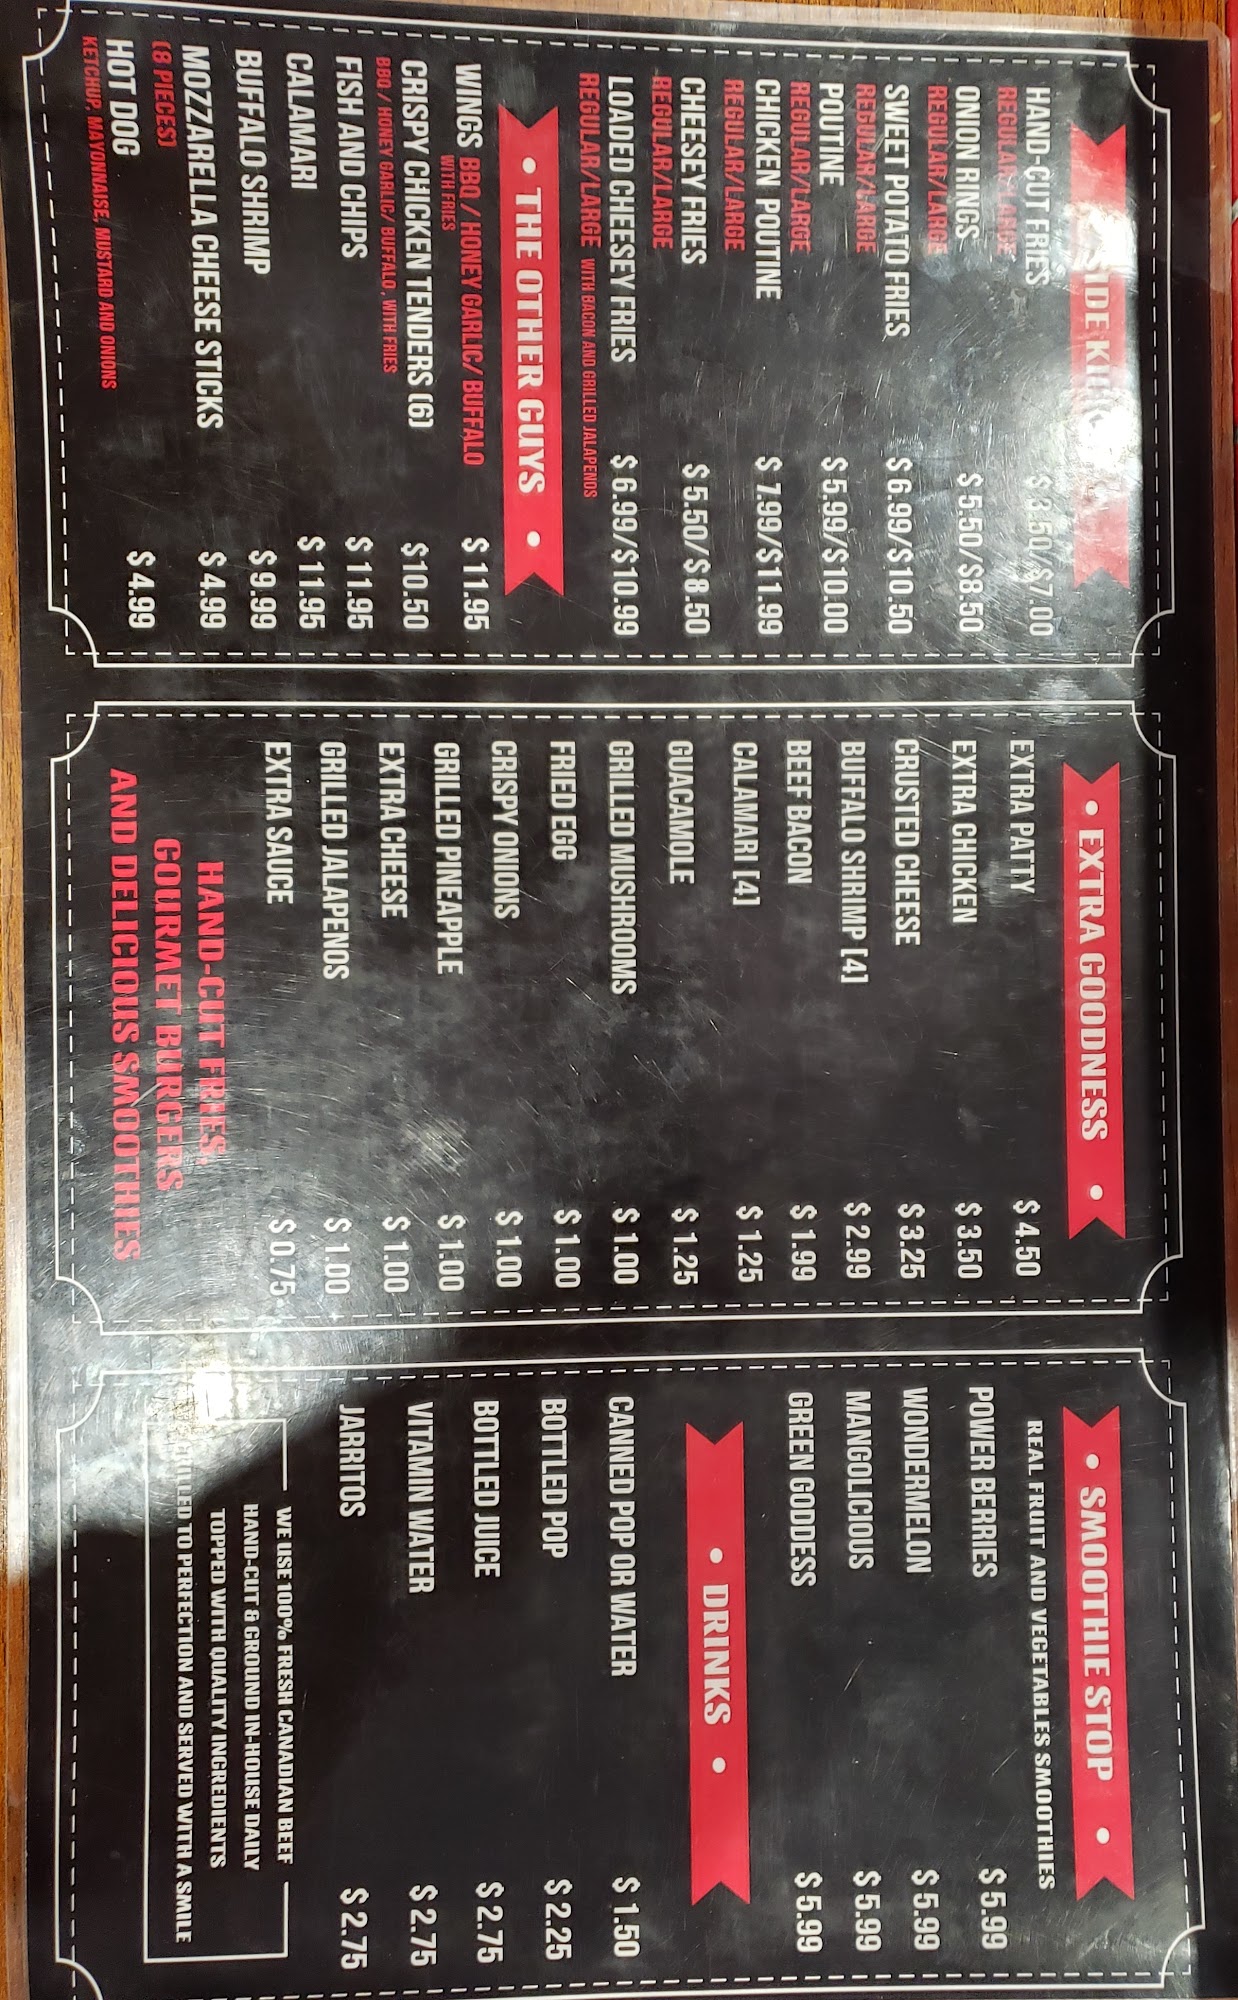 SIDE
HAND-CUT FRIES $ 3.50/$7.00
REGULAR/LARGE
ONION RINGS $ 5.50/$8.50
REGULAR/LARGE
SWEET POTATO FRIES $ 6.99/$10.50
REGULAR/LARGE
POUTINE $ 5.99/$10.00
REGULAR/LARGE
CHICKEN POUTINE $ 7.99/$11.99
REGULAR/LARGE
CHEESEY FRIES $ 5.50/$8.50
REGULAR/LARGE
LOADED CHEESEY FRIES $ 6.99/$10.99
REGULAR/LARGE WITH BACON AND GRILLED JALAPENOS
• THE OTHER GUYS •
WINGS BBQ / HONEY GARLIC/ BUFFALO $ 11.95
WITH FRIES
CRISPY CHICKEN TENDERS (6) $10.50
BBQ / HONEY GARLIC/ BUFFALO, WITH FRIES
FISH AND CHIPS $ 11.95
CALAMARI $ 11.95
BUFFALO SHRIMP $ 9.99
MOZZARELLA CHEESE STICKS $ 4.99
(8 PIECES)
HOT DOG $ 4.99
KETCHUP, MAYONNAISE, MUSTARD AND ONIONS
• EXTRA GOODNESS •
EXTRA PATTY $ 4.50
EXTRA CHICKEN $ 3.50
CRUSTED CHEESE $ 3.25
BUFFALO SHRIMP [4] $ 2.99
BEEF BACON $ 1.99
CALAMARI [4] $ 1.25
GUACAMOLE $ 1.25
GRILLED MUSHROOMS $ 1.00
FRIED EGG $ 1.00
CRISPY ONIONS $ 1.00
GRILLED PINEAPPLE $ 1.00
EXTRA CHEESE $ 1.00
GRILLED JALAPENOS $ 1.00
EXTRA SAUCE $ 0.75
HAND-CUT FRIES,
GOURMET BURGERS
AND DELICIOUS SMOOTHIES
• SMOOTHIE STOP •
REAL FRUIT AND VEGETABLES SMOOTHIES
POWER BERRIES $ 5.99
WONDERMELON $ 5.99
MANGOLICIOUS $ 5.99
GREEN GODDESS $ 5.99
• DRINKS •
CANNED POP OR WATER $ 1.50
BOTTLED POP $ 2.25
BOTTLED JUICE $ 2.75
VITAMIN WATER $ 2.75
JARRITOS $ 2.75
WE USE 100% FRESH CANADIAN BEEF
HAND-CUT & GROUND IN-HOUSE DAILY
TOPPED WITH QUALITY INGREDIENTS
GRILLED TO PERFECTION AND SERVED WITH A SMILE